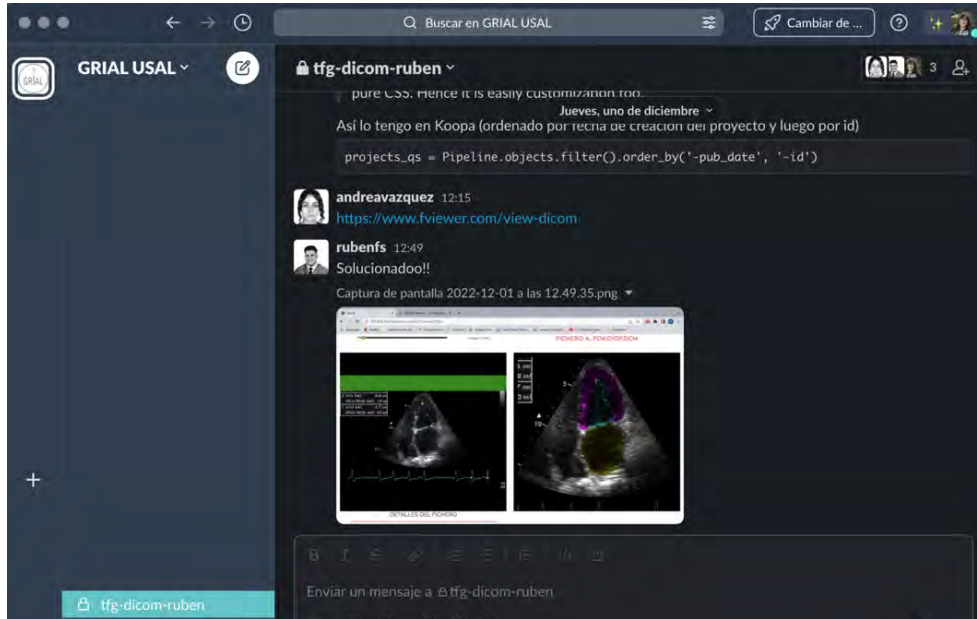 Buscar en GRIAL USAL
Cambiar de ...
GRIAL
GRIAL USAL
tfg-dicom-ruben
3
pure CSS. Hence it is easily customization too.
Jueves, uno de diciembre
Así lo tengo en Koopa (ordenado por fecha de creación del proyecto y luego por id)
projects_qs = Pipeline.objects.filter().order_by('-pub_date', '-id')
andreavazquez 12:15
https://www.fviewer.com/view-dicom
rubenfs 12:49
Solucionadoo!!
Captura de pantalla 2022-12-01 a las 12.49.35.png
5
10
DETALLES DEL FICHERO
B I S
Enviar un mensaje a tfg-dicom-ruben
tfg-dicom-ruben